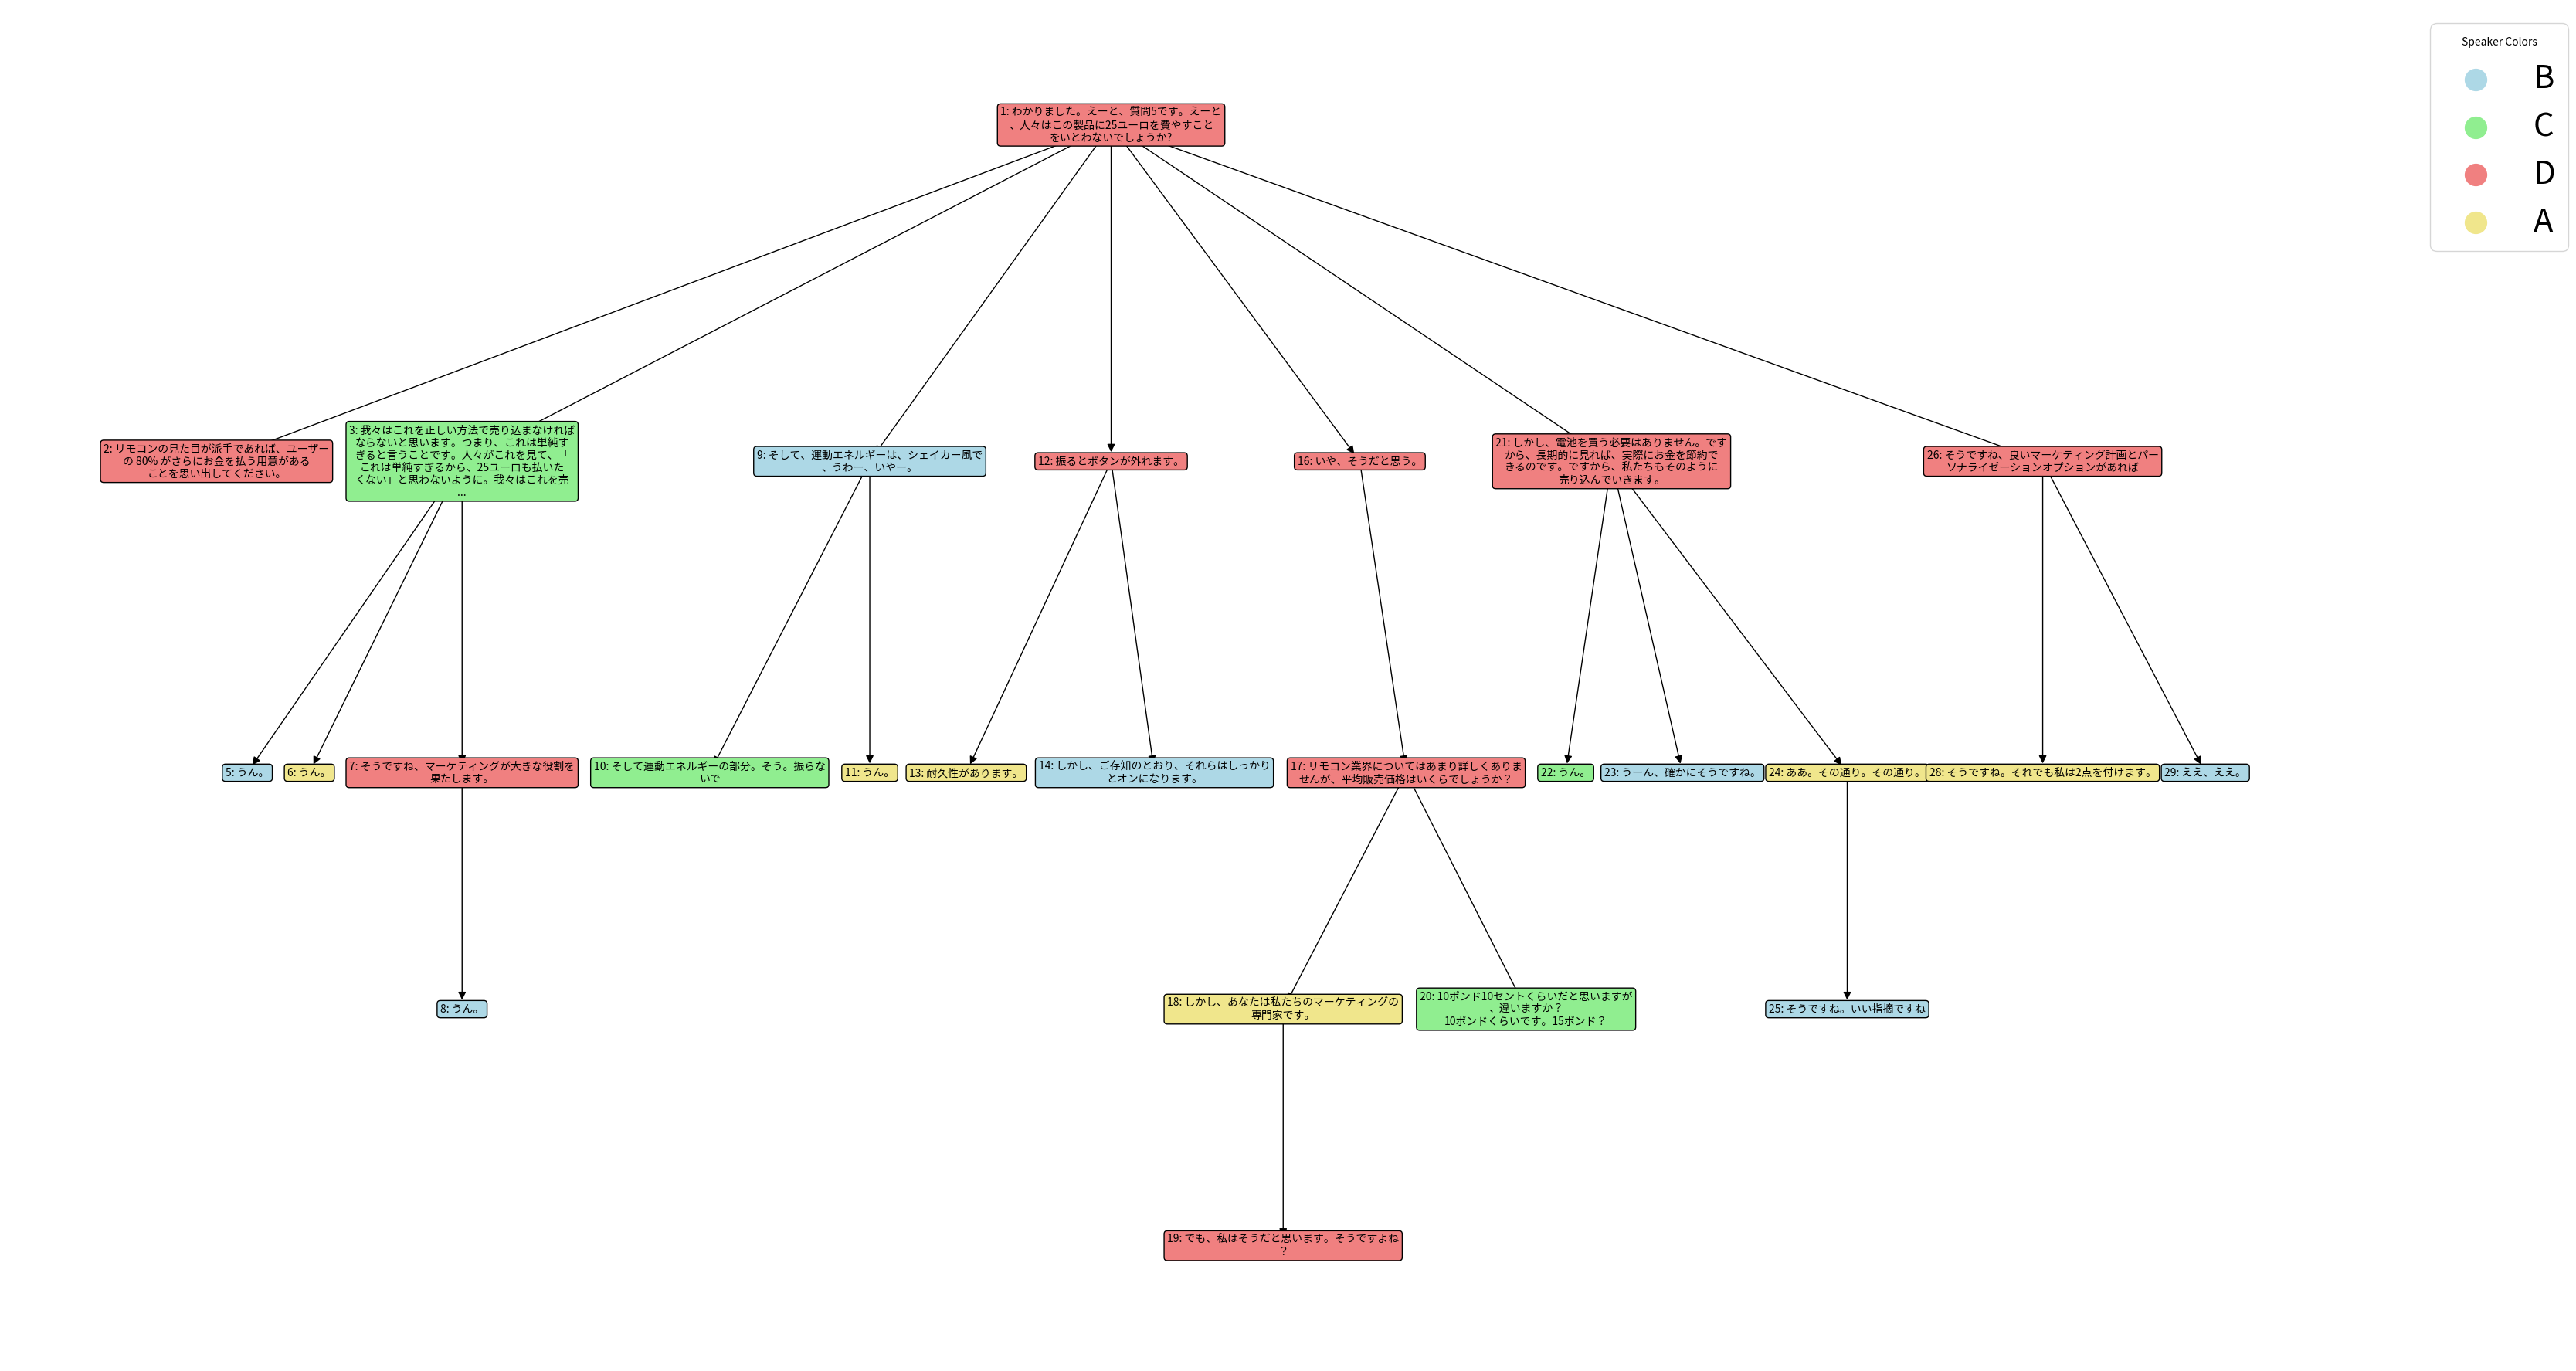 Speaker Colors
B
C
D
A
1: わかりました。えーと、質問5です。えーと
、人々はこの製品に25ユーロを費やすこと
をいとわないでしょうか?
2: リモコンの見た目が派手であれば、ユーザー
の 80% がさらにお金を払う用意がある
ことを思い出してください。
3: 我々はこれを正しい方法で売り込まなければ
ならないと思います。つまり、これは単純す
ぎると言うことです。人々がこれを見て、「
これは単純すぎるから、25ユーロも払いた
くない」と思わないように。我々はこれを売
...
9: そして、運動エネルギーは、シェイカー風で
、うわー、いやー。
12: 振るとボタンが外れます。
16: いや、そうだと思う。
21: しかし、電池を買う必要はありません。です
から、長期的に見れば、実際にお金を節約で
きるのです。ですから、私たちもそのように
売り込んでいきます。
26: そうですね、良いマーケティング計画とパー
ソナライゼーションオプションがあれば
5: うん。
6: うん。
7: そうですね、マーケティングが大きな役割を
果たします。
10: そして運動エネルギーの部分。そう。振らな
いで
11: うん。
13: 耐久性があります。
14: しかし、ご存知のとおり、それらはしっかり
とオンになります。
17: リモコン業界についてはあまり詳しくありま
せんが、平均販売価格はいくらでしょうか？
22: うん。
23: うーん、確かにそうですね。
24: ああ。その通り。その通り。
28: そうですね。それでも私は2点を付けます。
29: ええ、ええ。
8: うん。
18: しかし、あなたは私たちのマーケティングの
専門家です。
20: 10ポンド10セントくらいだと思いますが
、違いますか？
10ポンドくらいです。15ポンド？
25: そうですね。いい指摘ですね
19: でも、私はそうだと思います。そうですよね
？